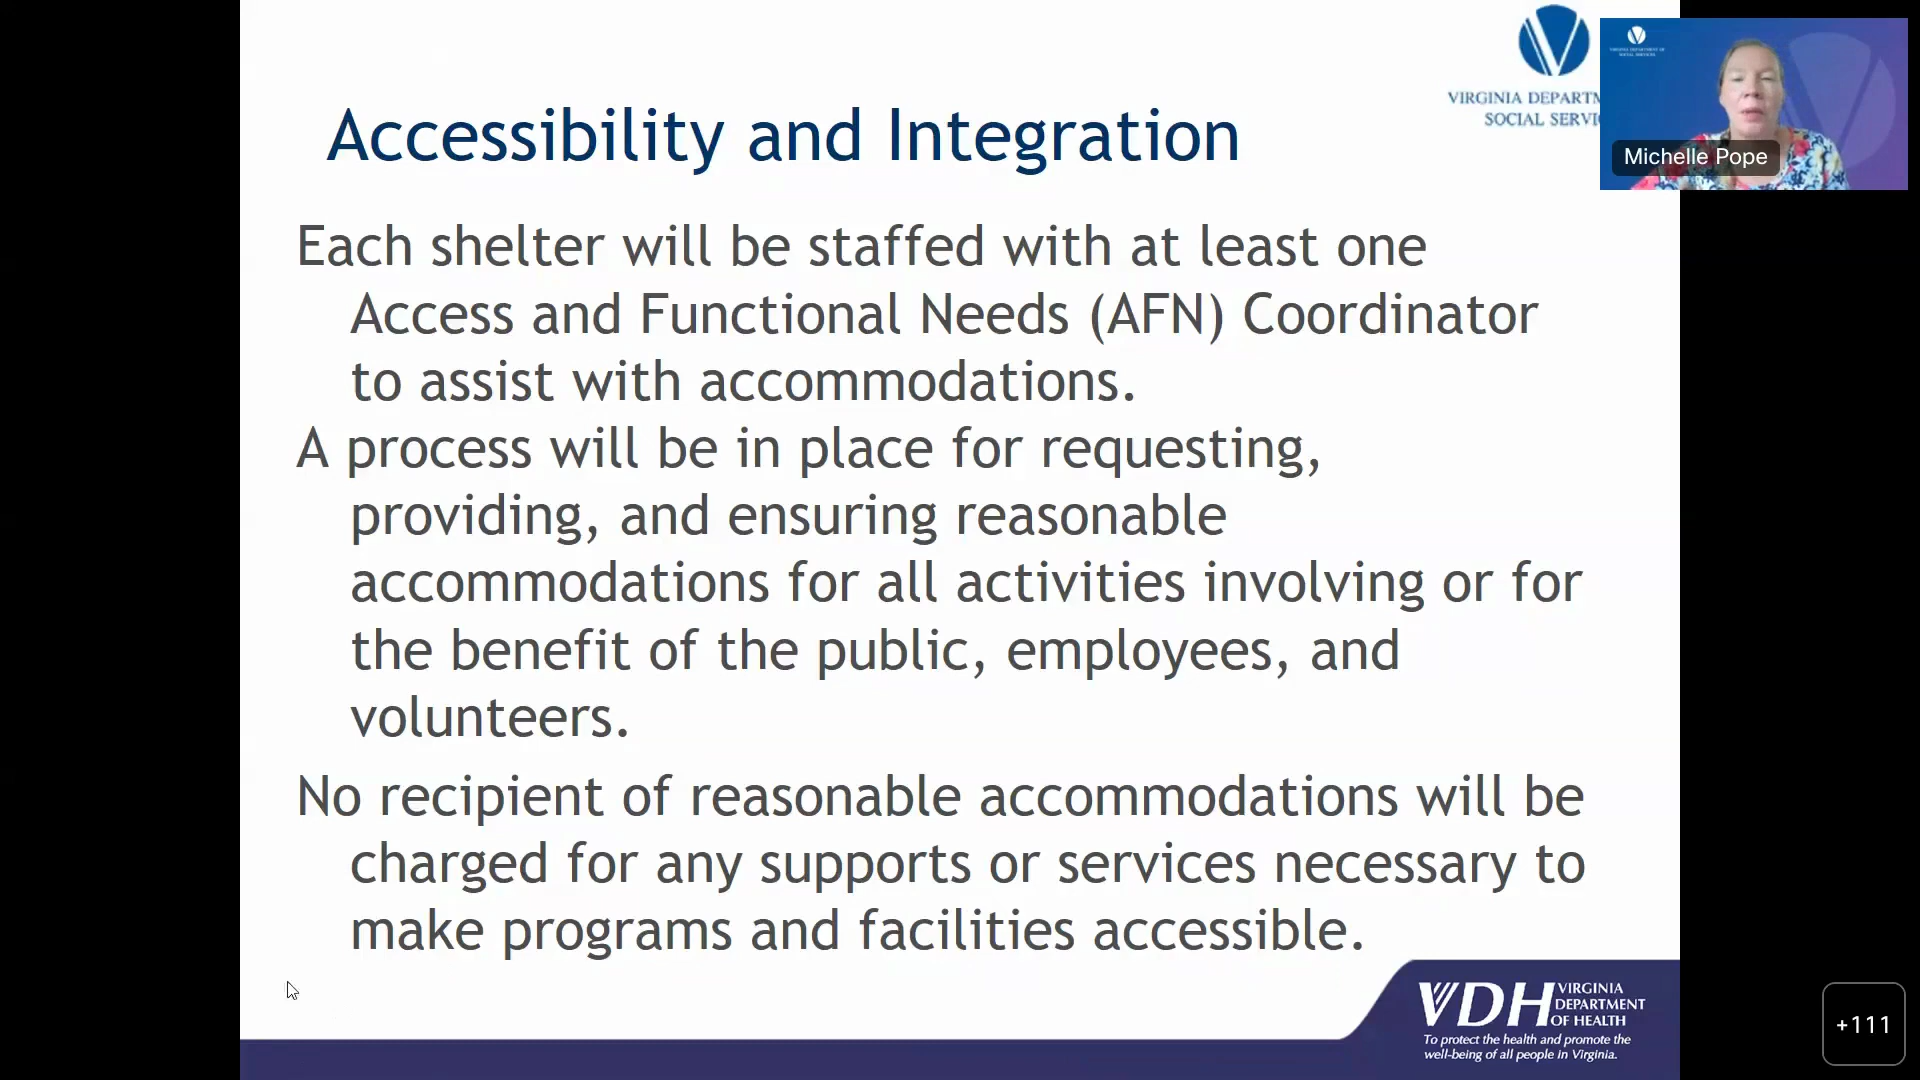 VIRGINIA DEPARTM
SOCIAL SERVI
Michelle Pope
Accessibility and Integration
Each shelter will be staffed with at least one
Access and Functional Needs (AFN) Coordinator
to assist with accommodations.
A process will be in place for requesting,
providing, and ensuring reasonable
accommodations for all activities involving or for
the benefit of the public, employees, and
volunteers.
No recipient of reasonable accommodations will be
charged for any supports or services necessary to
make programs and facilities accessible.
VDH VIRGINIA
DEPARTMENT
OF HEALTH
To protect the health and promote the
well-being of all people in Virginia.
+111